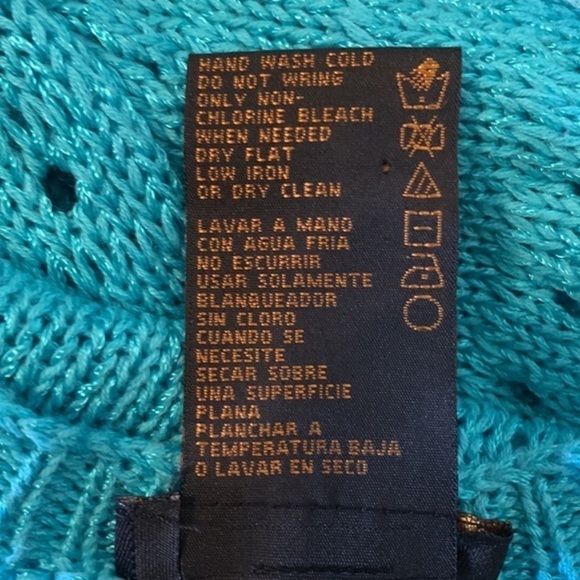 HAND WASH COLD
DO NOT WRING
ONLY NON-
CHLORINE BLEACH
WHEN NEEDED
DRY FLAT
LOW IRON
OR DRY CLEAN
LAVAR A MANO
CON AGUA FRIA
NO ESCURRIR
USAR SOLAMENTE
BLANQUEADOR
SIN CLORO
CUANDO SE
NECESITE
SECAR SOBRE
UNA SUPERFICIE
PLANA
PLANCHAR A
TEMPERATURA BAJA
O LAVAR EN SECO